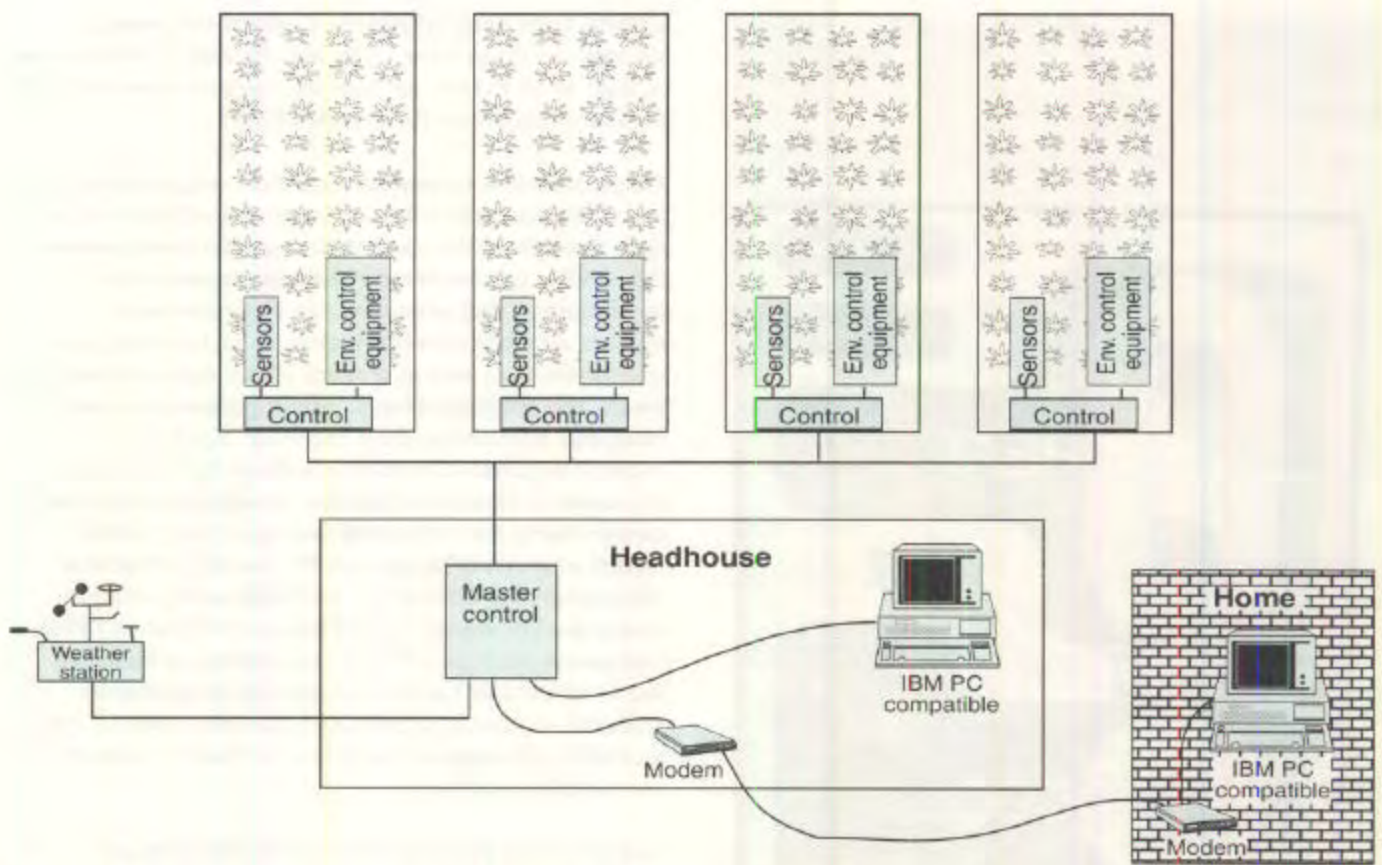 Sensors
Env. control
equipment
Control
Sensors
Env. control
equipment
Control
Sensors
Env. control
equipment
Control
Sensors
Env. control
equipment
Control
Headhouse
Master
control
IBM PC
compatible
Modem
Weather
station
Home
IBM PC
compatible
Modem